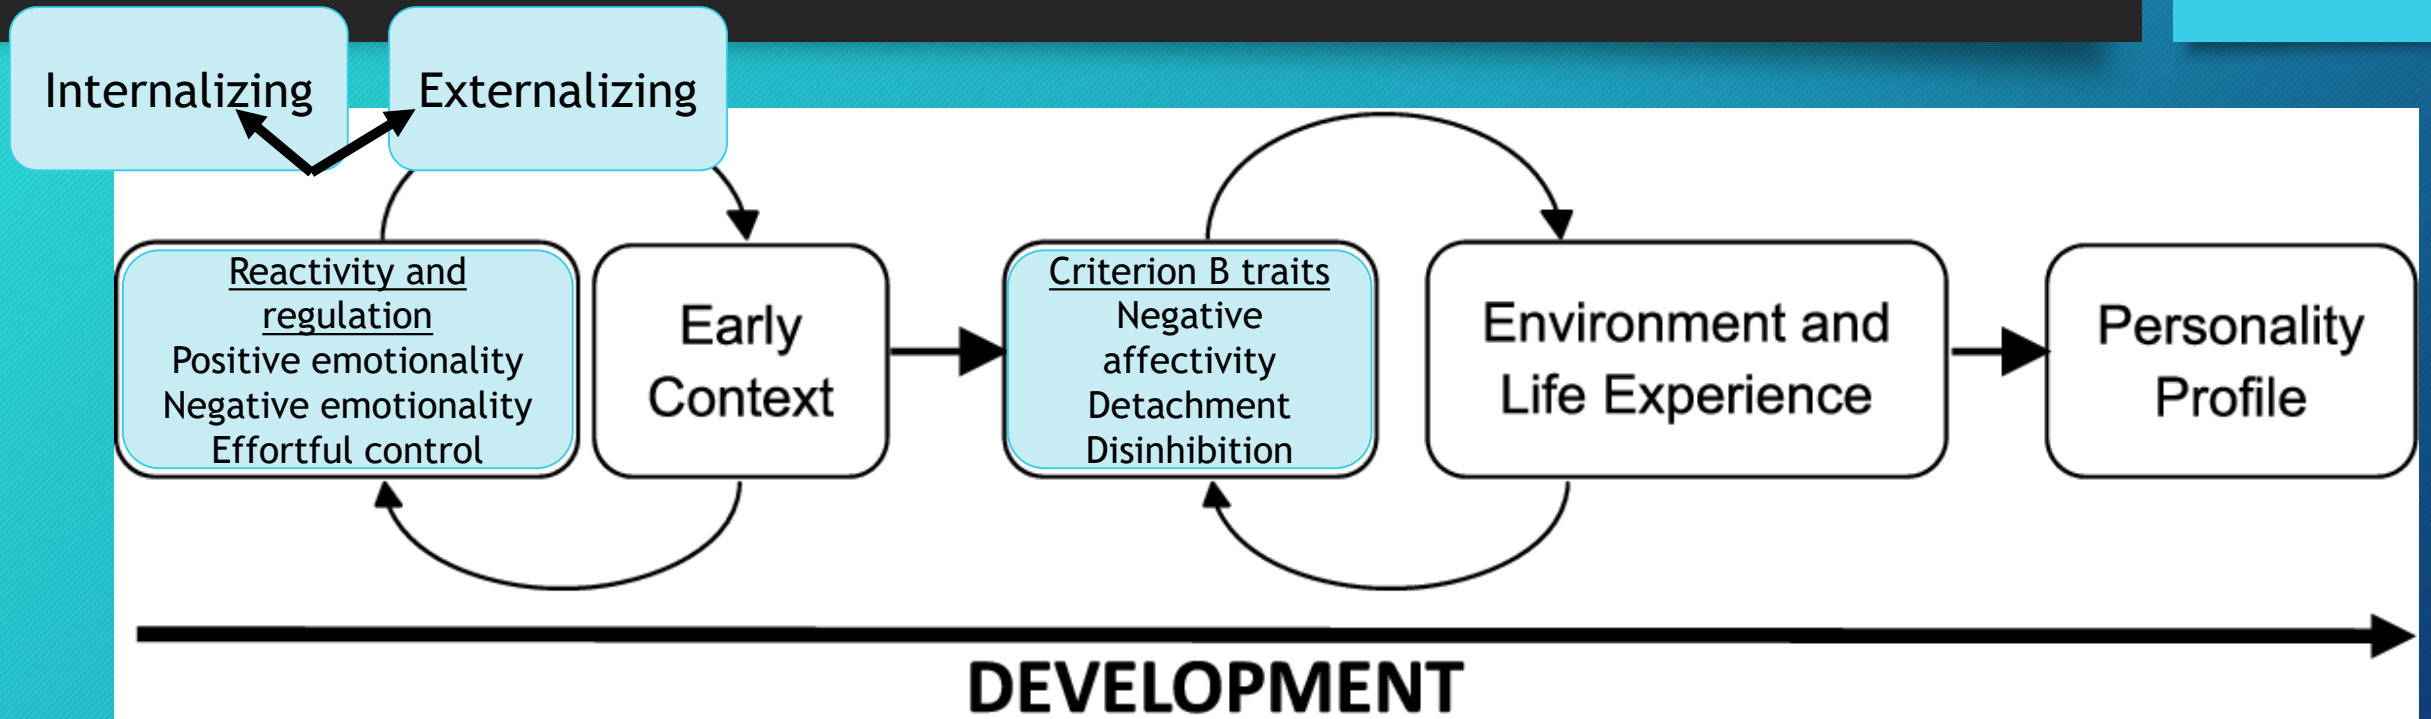 Internalizing
Externalizing
Reactivity and
regulation
Positive emotionality
Negative emotionality
Effortful control
Early
Context
Criterion B traits
Negative
affectivity
Detachment
Disinhibition
Environment and
Life Experience
Personality
Profile
DEVELOPMENT